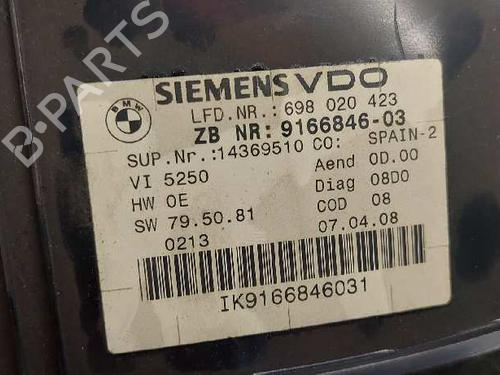 B-PARTS
BMW
SIEMENS VDO
LFD.NR.: 698 020 423
ZB NR: 9166846-03
SUP.Nr.:14369510 CO: SPAIN-2
VI 5250 Aend 0D.00
HW 0E Diag 08D0
SW 79.50.81 COD 08
0213 07.04.08
IK9166846031